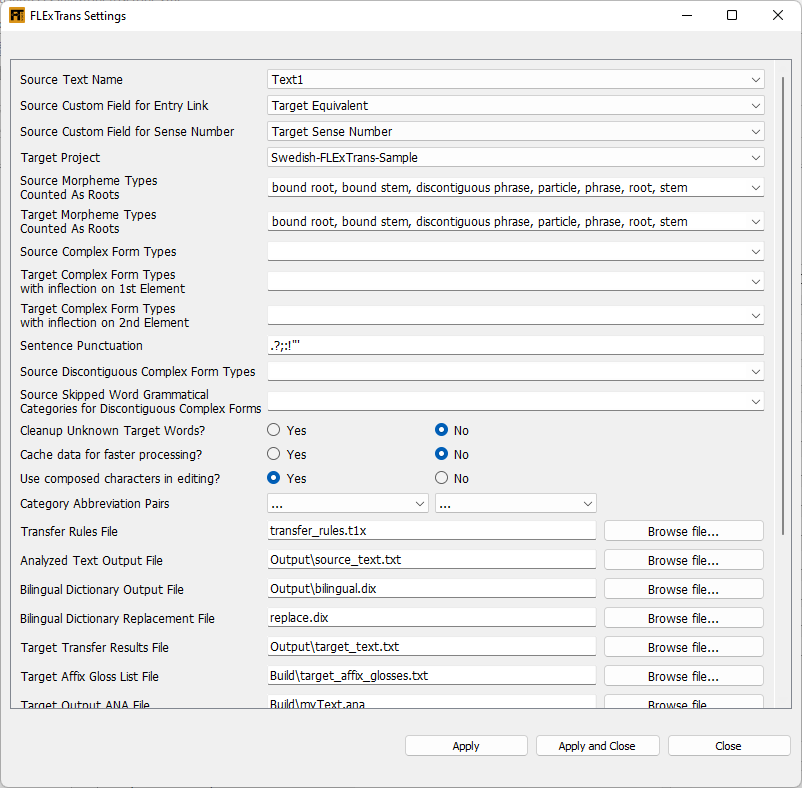 FLExTrans Settings
Source Text Name Text1
Source Custom Field for Entry Link Target Equivalent
Source Custom Field for Sense Number Target Sense Number
Target Project Swedish-FLExTrans-Sample
Source Morpheme Types
Counted As Roots bound root, bound stem, discontiguous phrase, particle, phrase, root, stem
Target Morpheme Types
Counted As Roots bound root, bound stem, discontiguous phrase, particle, phrase, root, stem
Source Complex Form Types
Target Complex Form Types
with inflection on 1st Element
Target Complex Form Types
with inflection on 2nd Element
Sentence Punctuation .?;:!"'
Source Discontiguous Complex Form Types
Source Skipped Word Grammatical
Categories for Discontiguous Complex Forms
Cleanup Unknown Target Words? Yes No
Cache data for faster processing? Yes No
Use composed characters in editing? Yes No
Category Abbreviation Pairs ... ...
Transfer Rules File transfer_rules.t1x Browse file...
Analyzed Text Output File Output\source_text.txt Browse file...
Bilingual Dictionary Output File Output\bilingual.dix Browse file...
Bilingual Dictionary Replacement File replace.dix Browse file...
Target Transfer Results File Output\target_text.txt Browse file...
Target Affix Gloss List File Build\target_affix_glosses.txt Browse file...
Target Output ANA File Build\myText.ana Browse file...
Apply Apply and Close Close